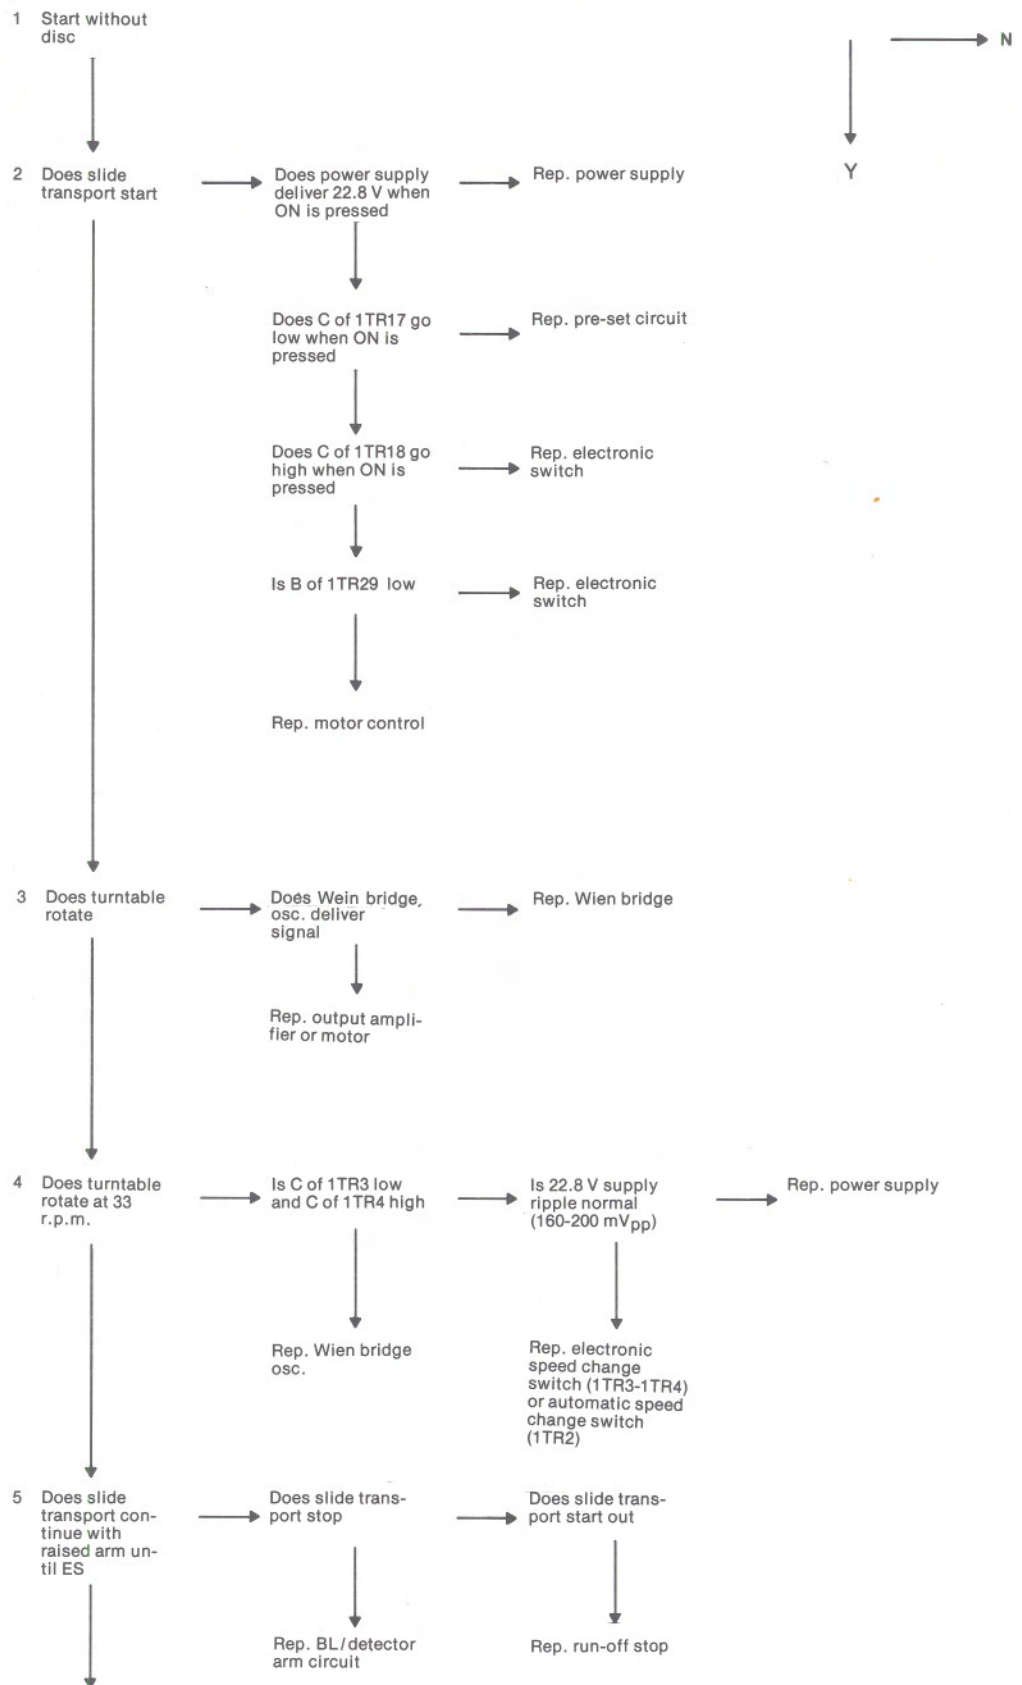 1 Start without
disc
N
Y
2 Does slide
transport start
Does power supply
deliver 22.8 V when
ON is pressed
Rep. power supply
Does C of 1TR17 go
low when ON is
pressed
Rep. pre-set circuit
Does C of 1TR18 go
high when ON is
pressed
Rep. electronic
switch
Is B of 1TR29 low
Rep. electronic
switch
Rep. motor control
3 Does turntable
rotate
Does Wein bridge,
osc. deliver
signal
Rep. Wien bridge
Rep. output ampli-
fier or motor
4 Does turntable
rotate at 33
r.p.m.
Is C of 1TR3 low
and C of 1TR4 high
Is 22.8 V supply
ripple normal
(160-200 mVpp)
Rep. power supply
Rep. Wien bridge
osc.
Rep. electronic
speed change
switch (1TR3-1TR4)
or automatic speed
change switch
(1TR2)
5 Does slide
transport con-
tinue with
raised arm un-
til ES
Does slide trans-
port stop
Does slide trans-
port start out
Rep. BL/detector
arm circuit
Rep. run-off stop